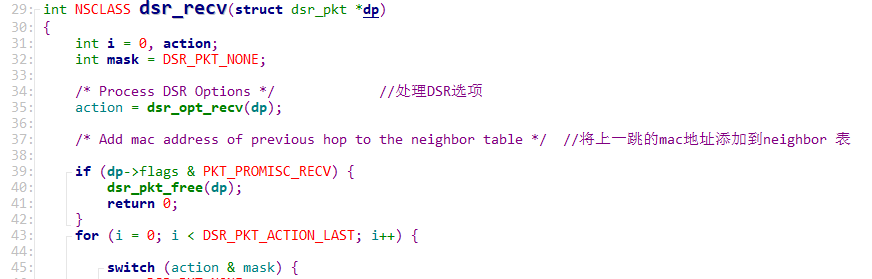 29: int NSCLASS dsr_recv(struct dsr_pkt *dp)
30: {
31: int i = 0, action;
32: int mask = DSR_PKT_NONE;
33:
34: /* Process DSR Options */ //处理DSR选项
35: action = dsr_opt_recv(dp);
36:
37: /* Add mac address of previous hop to the neighbor table */ //将上一跳的mac地址添加到neighbor 表
38:
39: if (dp->flags & PKT_PROMISC_RECV) {
40: dsr_pkt_free(dp);
41: return 0;
42: }
43: for (i = 0; i < DSR_PKT_ACTION_LAST; i++) {
44:
45: switch (action & mask) {